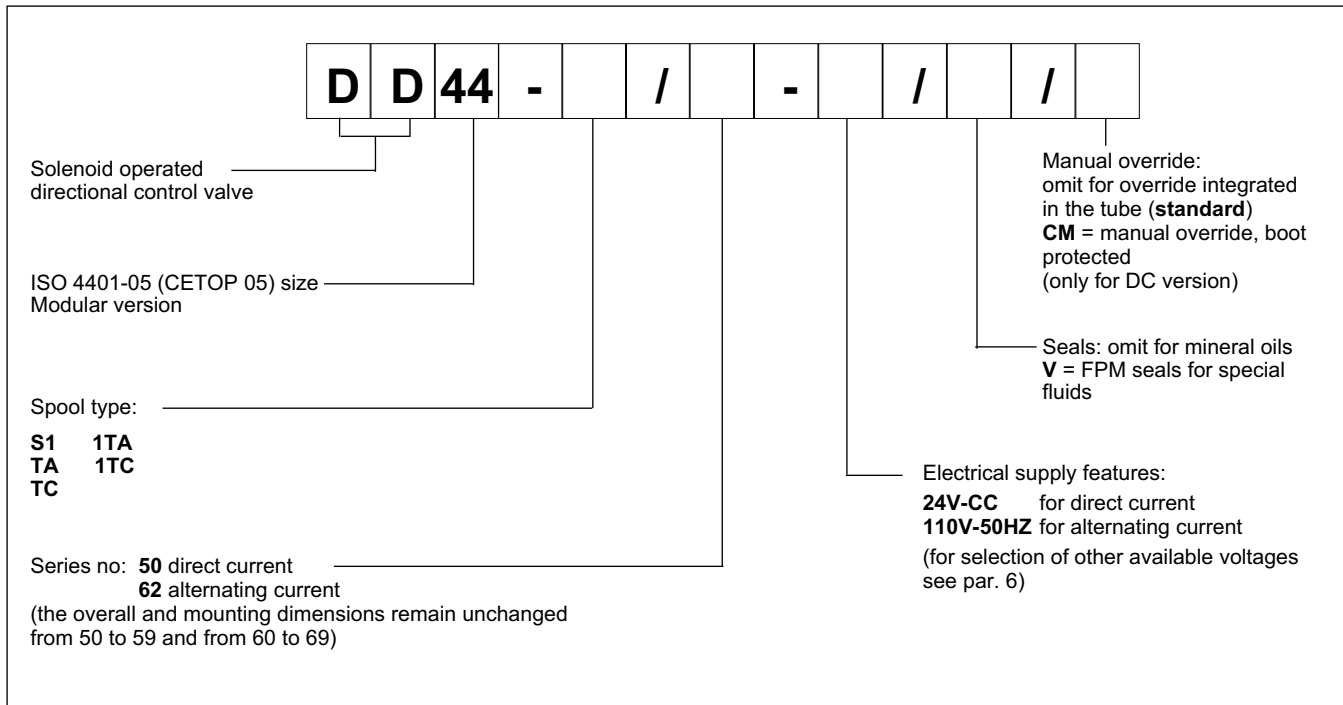 D D 44 - / - / /
Solenoid operated
directional control valve
ISO 4401-05 (CETOP 05) size
Modular version
Spool type:
S1 1TA
TA 1TC
TC
Series no: 50 direct current
62 alternating current
(the overall and mounting dimensions remain unchanged
from 50 to 59 and from 60 to 69)
Manual override:
omit for override integrated
in the tube (standard)
CM = manual override, boot
protected
(only for DC version)
Seals: omit for mineral oils
V = FPM seals for special
fluids
Electrical supply features:
24V-CC for direct current
110V-50HZ for alternating current
(for selection of other available voltages
see par. 6)